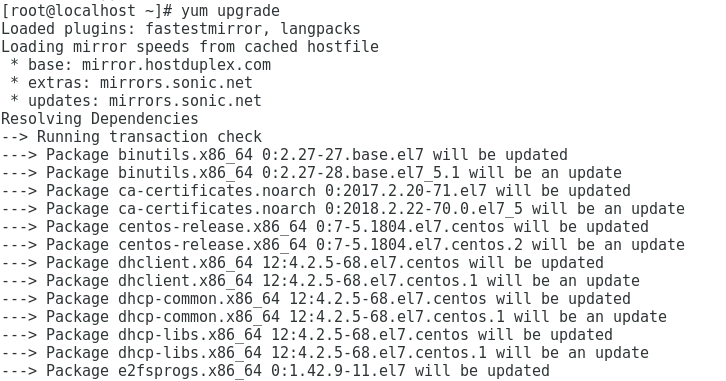 [root@localhost ~]# yum upgrade
Loaded plugins: fastestmirror, langpacks
Loading mirror speeds from cached hostfile
 * base: mirror.hostduplex.com
 * extras: mirrors.sonic.net
 * updates: mirrors.sonic.net
Resolving Dependencies
--> Running transaction check
---> Package binutils.x86_64 0:2.27-27.base.el7 will be updated
---> Package binutils.x86_64 0:2.27-28.base.el7_5.1 will be an update
---> Package ca-certificates.noarch 0:2017.2.20-71.el7 will be updated
---> Package ca-certificates.noarch 0:2018.2.22-70.0.el7_5 will be an update
---> Package centos-release.x86_64 0:7-5.1804.el7.centos will be updated
---> Package centos-release.x86_64 0:7-5.1804.el7.centos.2 will be an update
---> Package dhclient.x86_64 12:4.2.5-68.el7.centos will be updated
---> Package dhclient.x86_64 12:4.2.5-68.el7.centos.1 will be an update
---> Package dhcp-common.x86_64 12:4.2.5-68.el7.centos will be updated
---> Package dhcp-common.x86_64 12:4.2.5-68.el7.centos.1 will be an update
---> Package dhcp-libs.x86_64 12:4.2.5-68.el7.centos will be updated
---> Package dhcp-libs.x86_64 12:4.2.5-68.el7.centos.1 will be an update
---> Package e2fsprogs.x86_64 0:1.42.9-11.el7 will be updated